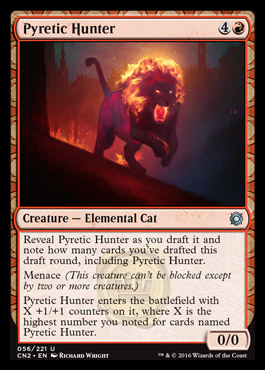 Pyretic Hunter 4
Creature — Elemental Cat
Reveal Pyretic Hunter as you draft it and
note how many cards you've drafted this
draft round, including Pyretic Hunter.
Menace (This creature can't be blocked except
by two or more creatures.)
Pyretic Hunter enters the battlefield with
X +1/+1 counters on it, where X is the
highest number you noted for cards named
Pyretic Hunter.
0/0
056/221 U
CN2 • EN Richard Wright ™ & © 2016 Wizards of the Coast